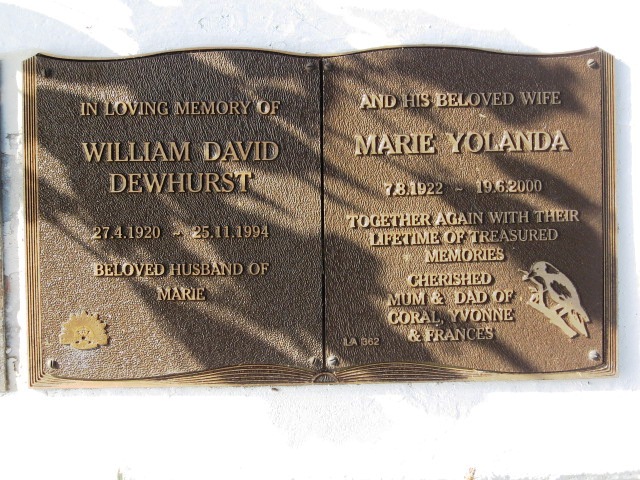 IN LOVING MEMORY OF
WILLIAM DAVID
DEWHURST
27.4.1920 ~ 25.11.1994
BELOVED HUSBAND OF
MARIE
AND HIS BELOVED WIFE
MARIE YOLANDA
7.8.1922 ~ 19.6.2000
TOGETHER AGAIN WITH THEIR
LIFETIME OF TREASURED
MEMORIES
CHERISHED
MUM & DAD OF
CORAL, YVONNE
& FRANCES
LA 362